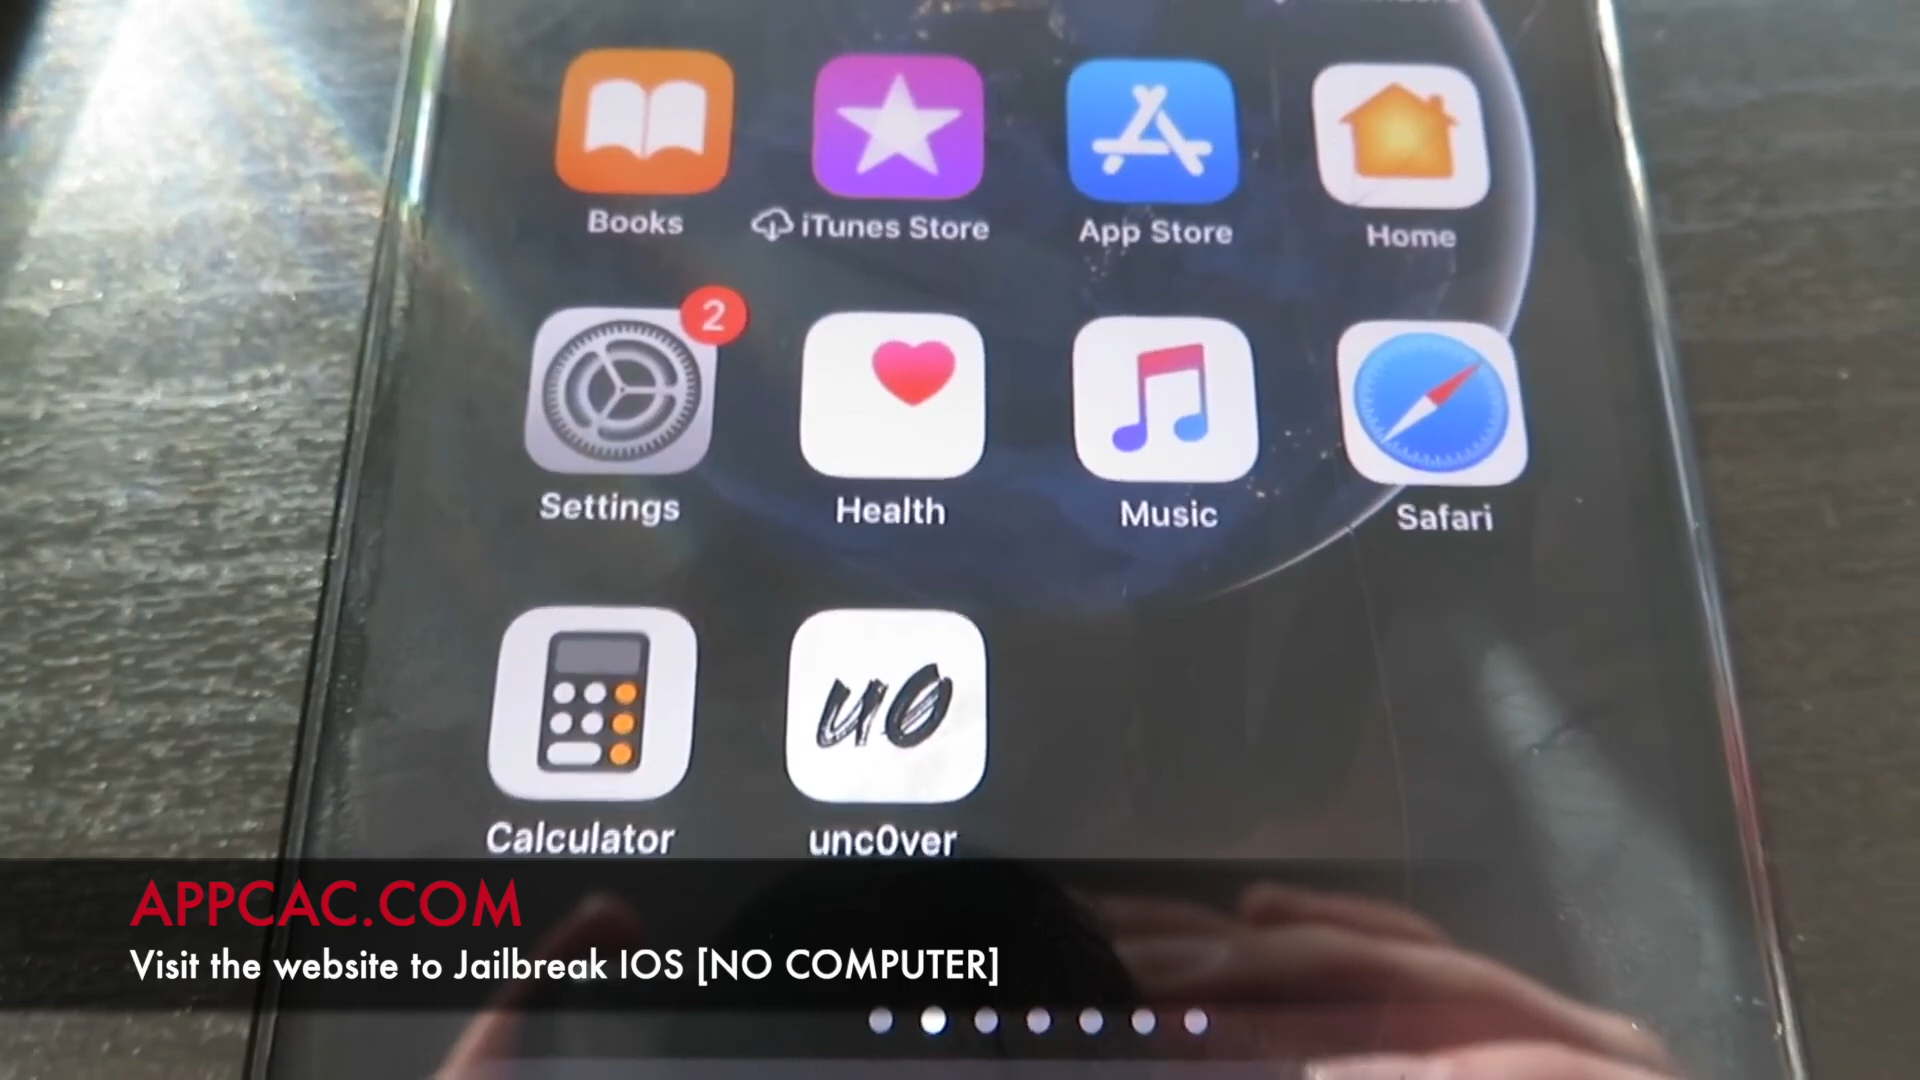 Books
iTunes Store
App Store
Home
2
Settings
Health
Music
Safari
u0
Calculator
unc0ver
APPCAC.COM
Visit the website to Jailbreak IOS [NO COMPUTER]